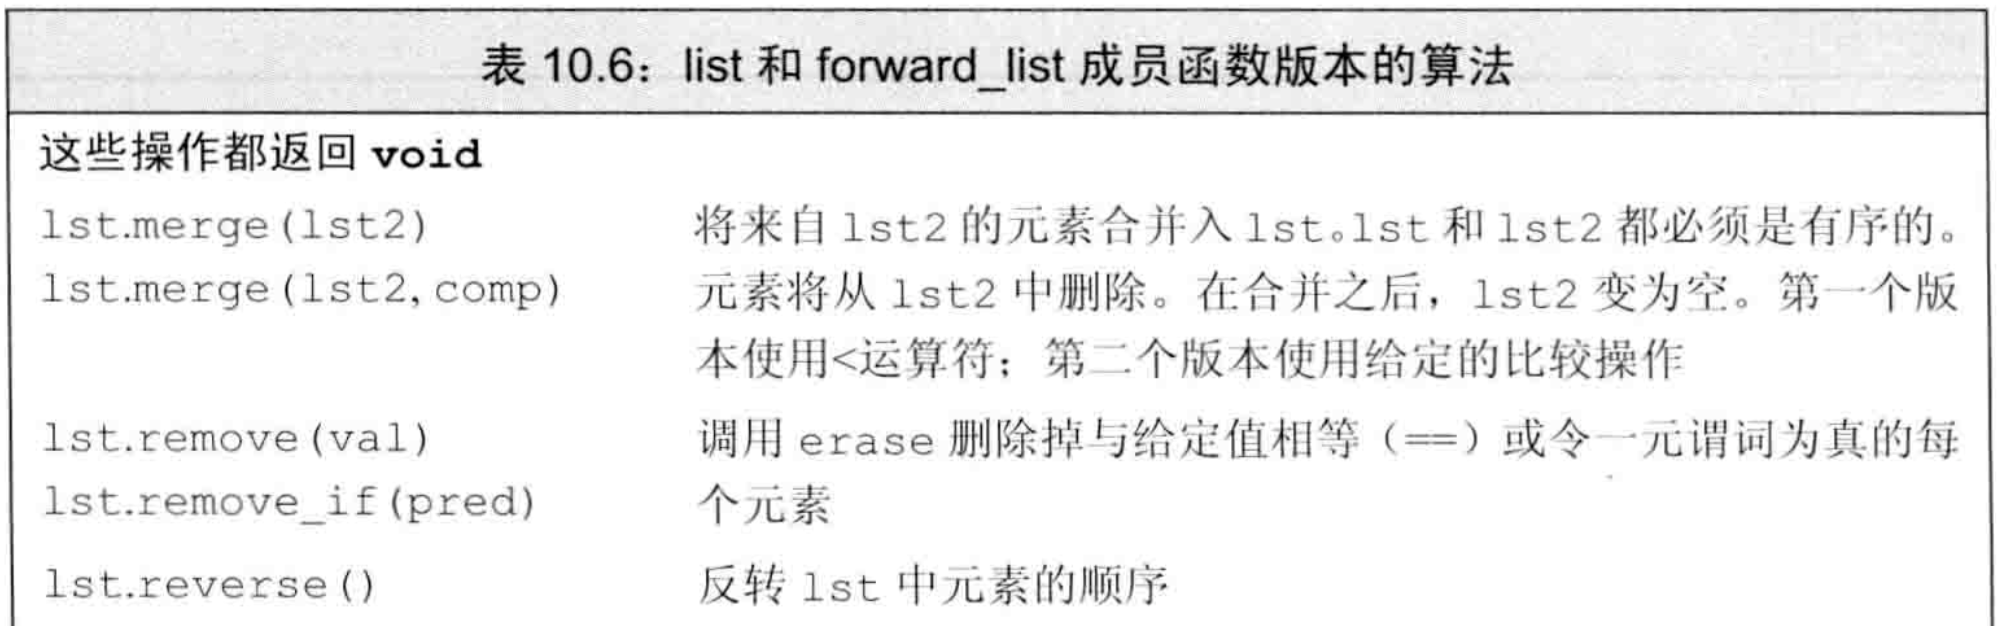 表 10.6：list 和 forward_list 成员函数版本的算法
这些操作都返回 void
lst.merge(lst2) 将来自 lst2 的元素合并入 lst。lst 和 lst2 都必须是有序的。
lst.merge(lst2,comp) 元素将从 lst2 中删除。在合并之后，lst2 变为空。第一个版
本使用<运算符；第二个版本使用给定的比较操作
lst.remove(val) 调用 erase 删除掉与给定值相等（==）或令一元谓词为真的每
lst.remove_if(pred) 个元素
lst.reverse() 反转 lst 中元素的顺序